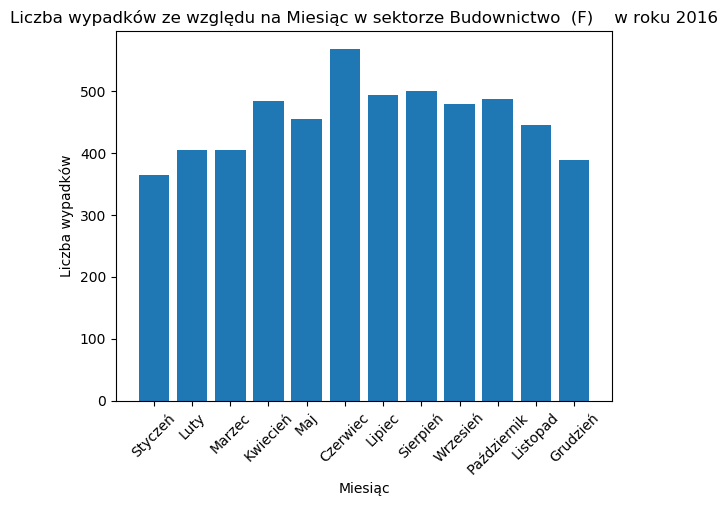 Liczba wypadków ze względu na Miesiąc w sektorze Budownictwo  (F)    w roku 2016
Liczba wypadków
500
400
300
200
100
0
Styczeń
Luty
Marzec
Kwiecień
Maj
Czerwiec
Lipiec
Sierpień
Wrzesień
Październik
Listopad
Grudzień
Miesiąc